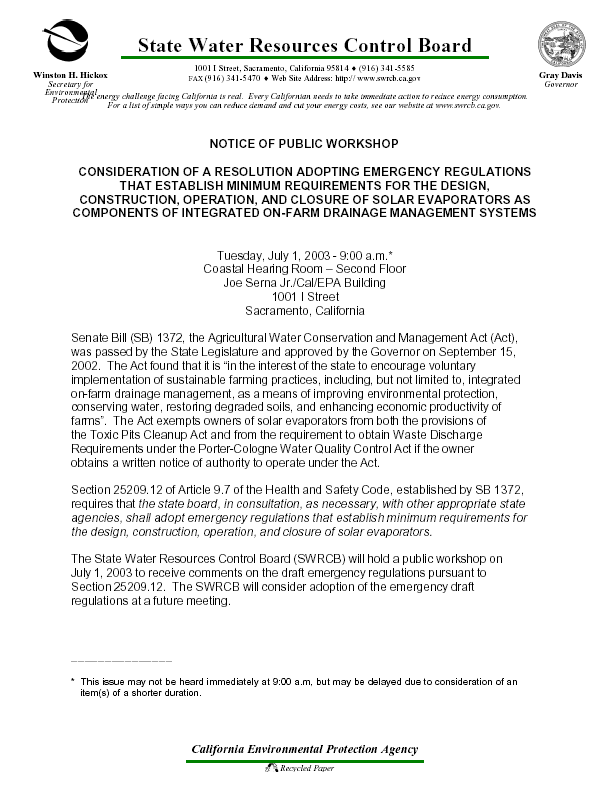 State Water Resources Control Board
Winston H. Hickox
Secretary for
Environmental
Protection
1001 I Street, Sacramento, California 95814 ♦ (916) 341-5585
FAX (916) 341-5470 ♦ Web Site Address: http:// www.swrcb.ca.gov
Gray Davis
Governor
The energy challenge facing California is real.  Every Californian needs to take immediate action to reduce energy consumption.
For a list of simple ways you can reduce demand and cut your energy costs, see our website at www.swrcb.ca.gov.
NOTICE OF PUBLIC WORKSHOP
CONSIDERATION OF A RESOLUTION ADOPTING EMERGENCY REGULATIONS
THAT ESTABLISH MINIMUM REQUIREMENTS FOR THE DESIGN,
CONSTRUCTION, OPERATION, AND CLOSURE OF SOLAR EVAPORATORS AS
COMPONENTS OF INTEGRATED ON-FARM DRAINAGE MANAGEMENT SYSTEMS
Tuesday, July 1, 2003 - 9:00 a.m.*
Coastal Hearing Room – Second Floor
Joe Serna Jr./Cal/EPA Building
1001 I Street
Sacramento, California
Senate Bill (SB) 1372, the Agricultural Water Conservation and Management Act (Act),
was passed by the State Legislature and approved by the Governor on September 15,
2002.  The Act found that it is “in the interest of the state to encourage voluntary
implementation of sustainable farming practices, including, but not limited to, integrated
on-farm drainage management, as a means of improving environmental protection,
conserving water, restoring degraded soils, and enhancing economic productivity of
farms”.  The Act exempts owners of solar evaporators from both the provisions of
the Toxic Pits Cleanup Act and from the requirement to obtain Waste Discharge
Requirements under the Porter-Cologne Water Quality Control Act if the owner
obtains a written notice of authority to operate under the Act.
Section 25209.12 of Article 9.7 of the Health and Safety Code, established by SB 1372,
requires that the state board, in consultation, as necessary, with other appropriate state
agencies, shall adopt emergency regulations that establish minimum requirements for
the design, construction, operation, and closure of solar evaporators.
The State Water Resources Control Board (SWRCB) will hold a public workshop on
July 1, 2003 to receive comments on the draft emergency regulations pursuant to
Section 25209.12.  The SWRCB will consider adoption of the emergency draft
regulations at a future meeting.
_______________
* This issue may not be heard immediately at 9:00 a.m, but may be delayed due to consideration of an
item(s) of a shorter duration.
California Environmental Protection Agency
Recycled Paper